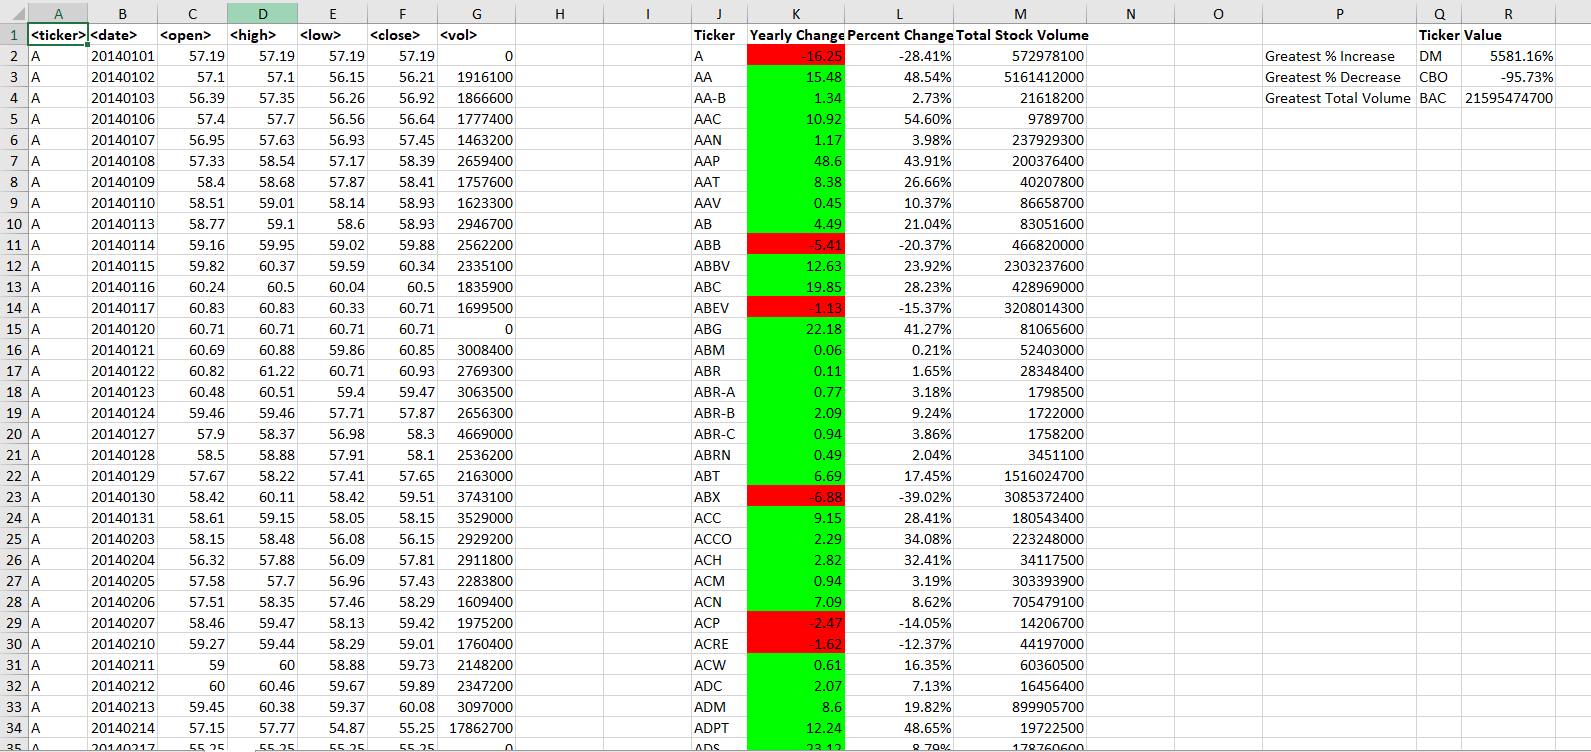 A B C D E F G H I J K L M N O P Q R
1 <ticker> <date> <open> <high> <low> <close> <vol> Ticker Yearly Change Percent Change Total Stock Volume Ticker Value
2 A 20140101 57.19 57.19 57.19 57.19 0 A -16.25 -28.41% 572978100 Greatest % Increase DM 5581.16%
3 A 20140102 57.1 57.1 56.15 56.21 1916100 AA 15.48 48.54% 5161412000 Greatest % Decrease CBO -95.73%
4 A 20140103 56.39 57.35 56.26 56.92 1866600 AA-B 1.34 2.73% 21618200 Greatest Total Volume BAC 21595474700
5 A 20140106 57.4 57.7 56.56 56.64 1777400 AAC 10.92 54.60% 9789700
6 A 20140107 56.95 57.63 56.93 57.45 1463200 AAN 1.17 3.98% 237929300
7 A 20140108 57.33 58.54 57.17 58.39 2659400 AAP 48.6 43.91% 200376400
8 A 20140109 58.4 58.68 57.87 58.41 1757600 AAT 8.38 26.66% 40207800
9 A 20140110 58.51 59.01 58.14 58.93 1623300 AAV 0.45 10.37% 86658700
10 A 20140113 58.77 59.1 58.6 58.93 2946700 AB 4.49 21.04% 83051600
11 A 20140114 59.16 59.95 59.02 59.88 2562200 ABB -5.41 -20.37% 466820000
12 A 20140115 59.82 60.37 59.59 60.34 2335100 ABBV 12.63 23.92% 2303237600
13 A 20140116 60.24 60.5 60.04 60.5 1835900 ABC 19.85 28.23% 428969000
14 A 20140117 60.83 60.83 60.33 60.71 1699500 ABEV -1.13 -15.37% 3208014300
15 A 20140120 60.71 60.71 60.71 60.71 0 ABG 22.18 41.27% 81065600
16 A 20140121 60.69 60.88 59.86 60.85 3008400 ABM 0.06 0.21% 52403000
17 A 20140122 60.82 61.22 60.71 60.93 2769300 ABR 0.11 1.65% 28348400
18 A 20140123 60.48 60.51 59.4 59.47 3063500 ABR-A 0.77 3.18% 1798500
19 A 20140124 59.46 59.46 57.71 57.87 2656300 ABR-B 2.09 9.24% 1722000
20 A 20140127 57.9 58.37 56.98 58.3 4669000 ABR-C 0.94 3.86% 1758200
21 A 20140128 58.5 58.88 57.91 58.1 2536200 ABRN 0.49 2.04% 3451100
22 A 20140129 57.67 58.22 57.41 57.65 2163000 ABT 6.69 17.45% 1516024700
23 A 20140130 58.42 60.11 58.42 59.51 3743100 ABX -6.88 -39.02% 3085372400
24 A 20140131 58.61 59.15 58.05 58.15 3529000 ACC 9.15 28.41% 180543400
25 A 20140203 58.15 58.48 56.08 56.15 2929200 ACCO 2.29 34.08% 223248000
26 A 20140204 56.32 57.88 56.09 57.81 2911800 ACH 2.82 32.41% 34117500
27 A 20140205 57.58 57.7 56.96 57.43 2283800 ACM 0.94 3.19% 303393900
28 A 20140206 57.51 58.35 57.46 58.29 1609400 ACN 7.09 8.62% 705479100
29 A 20140207 58.46 59.47 58.13 59.42 1975200 ACP -2.47 -14.05% 14206700
30 A 20140210 59.27 59.44 58.29 59.01 1760400 ACRE -1.62 -12.37% 44197000
31 A 20140211 59 60 58.88 59.73 2148200 ACW 0.61 16.35% 60360500
32 A 20140212 60 60.46 59.67 59.89 2347200 ADC 2.07 7.13% 16456400
33 A 20140213 59.45 60.38 59.37 60.08 3097000 ADM 8.6 19.82% 899905700
34 A 20140214 57.15 57.77 54.87 55.25 17862700 ADPT 12.24 48.65% 19722500
35 A 20140217 55.25 55.25 55.25 55.25 0 ADS 23.12 8.79% 178760600